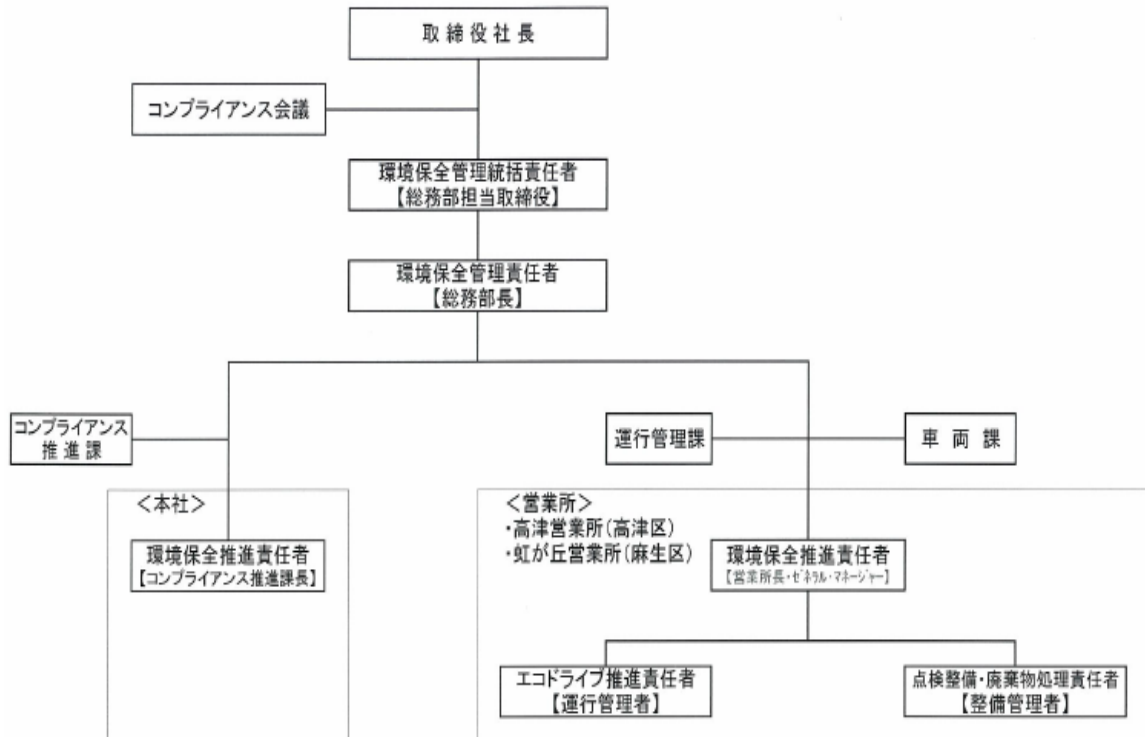 取締役社長
コンプライアンス会議
環境保全管理統括責任者
【総務部担当取締役】
環境保全管理責任者
【総務部長】
コンプライアンス
推進課
運行管理課
車両課
＜本社＞
環境保全推進責任者
【コンプライアンス推進課長】
＜営業所＞
・高津営業所(高津区)
・虹が丘営業所(麻生区)
環境保全推進責任者
【営業所長・ｾﾞﾈﾗﾙ・ﾏﾈｰｼﾞｬｰ】
エコドライブ推進責任者
【運行管理者】
点検整備・廃棄物処理責任者
【整備管理者】